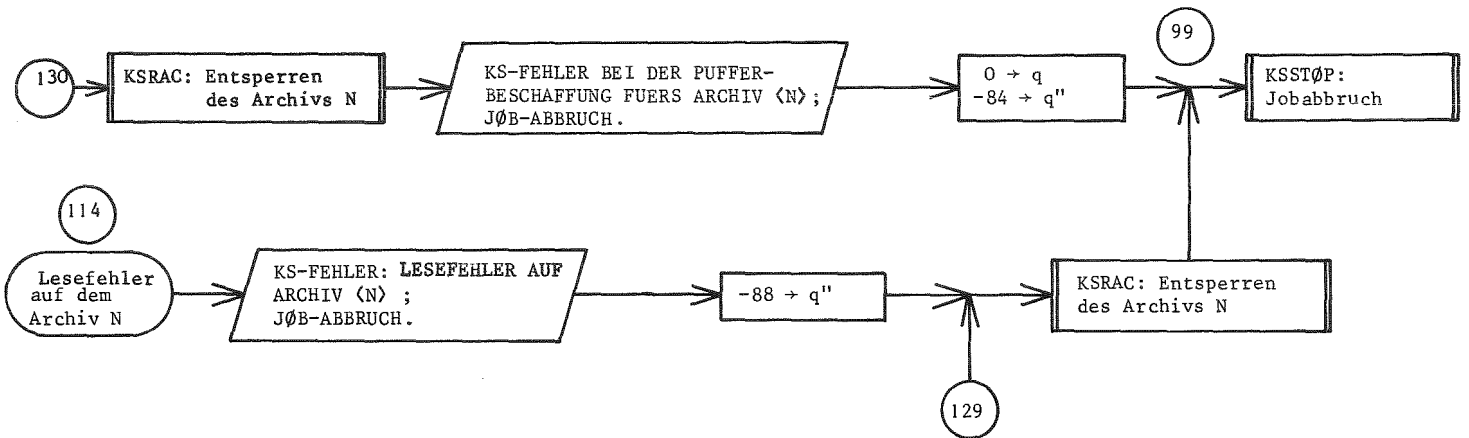 99
130
KSRAC: Entsperren
des Archivs N
KS-FEHLER BEI DER PUFFER-
BESCHAFFUNG FUERS ARCHIV ⟨N⟩;
JØB-ABBRUCH.
O → q
-84 → q"
KSSTØP:
Jobabbruch
114
Lesefehler
auf dem
Archiv N
KS-FEHLER: LESEFEHLER AUF
ARCHIV ⟨N⟩ ;
JØB-ABBRUCH.
-88 → q"
KSRAC: Entsperren
des Archivs N
129